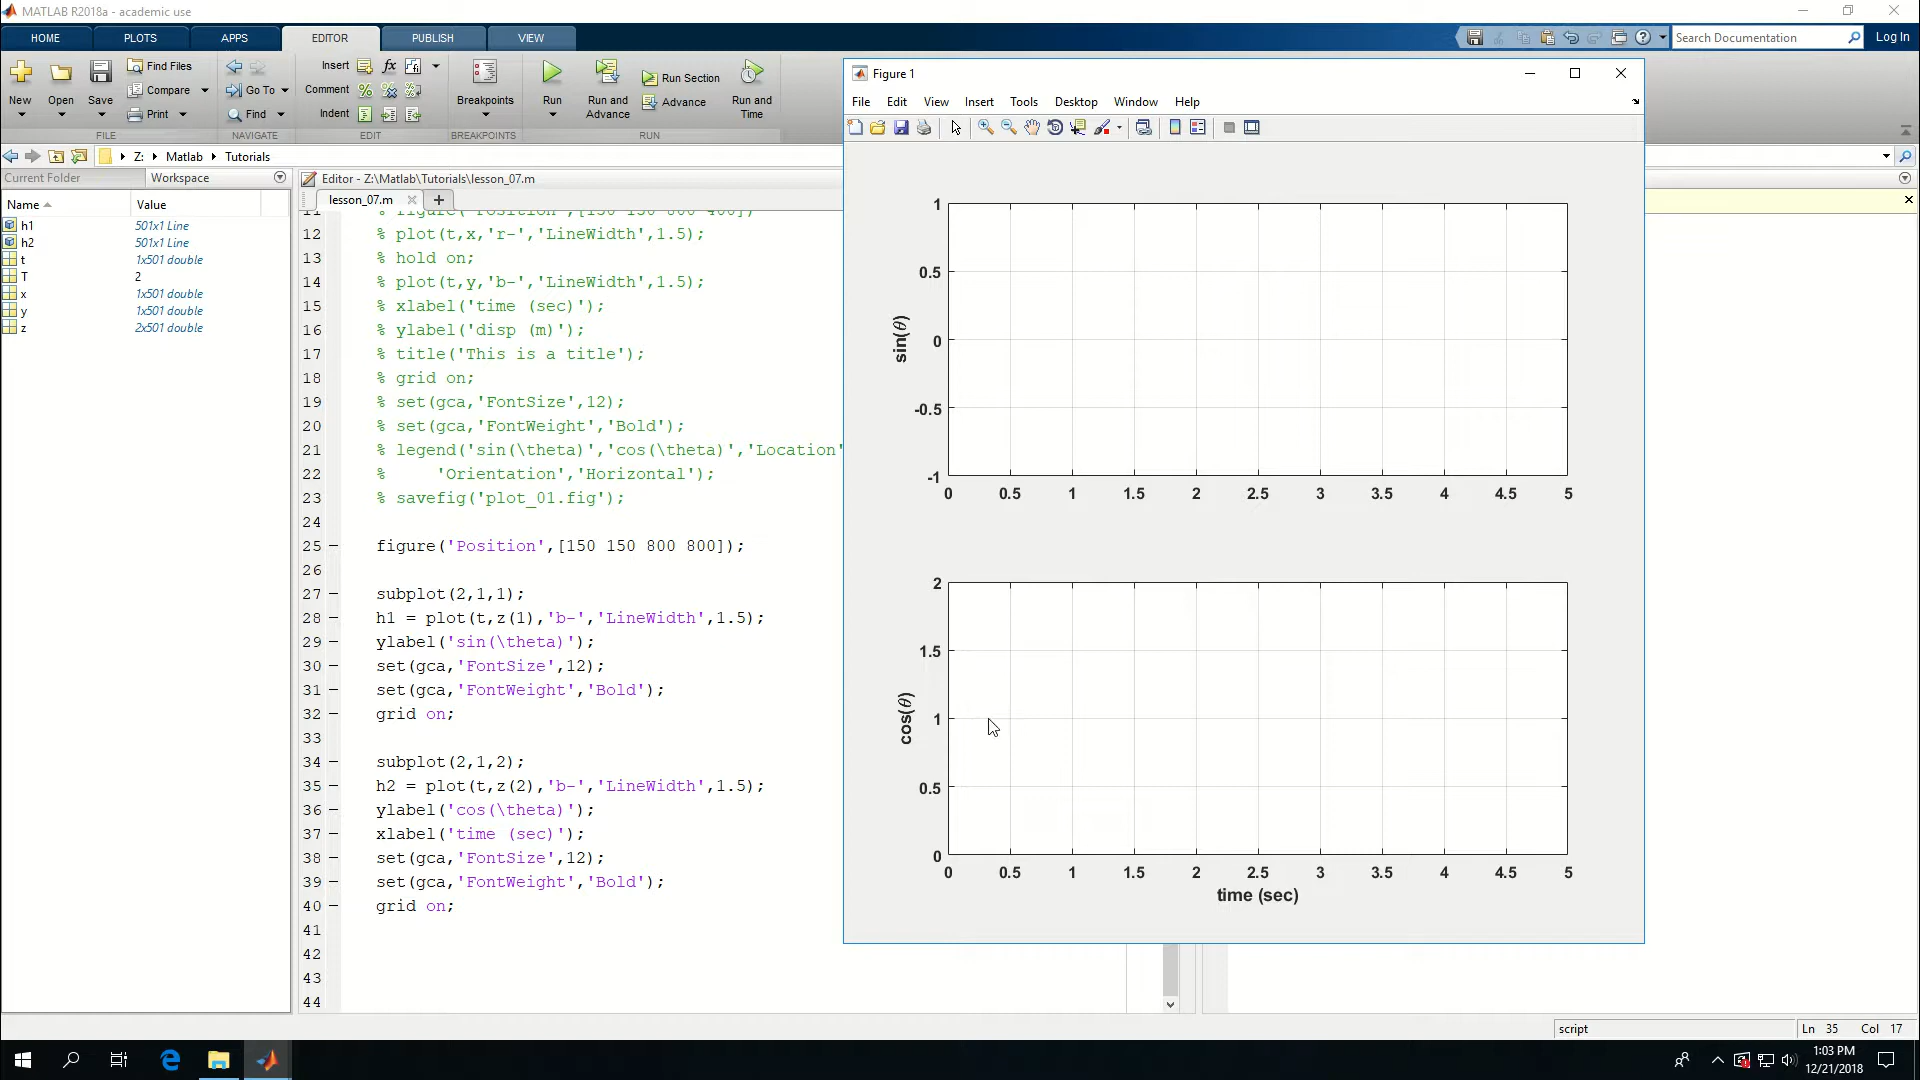 MATLAB R2018a - academic use
HOME PLOTS APPS EDITOR PUBLISH VIEW
Search Documentation
Log In
New Open Save
Find Files
Compare
Print
FILE
Go To
Find
NAVIGATE
Insert fx
Comment
Indent
EDIT
Breakpoints
BREAKPOINTS
Run
Run and
Advance
Run Section
Advance
Run and
Time
RUN
Z: Matlab Tutorials
Current Folder Workspace
Name Value
h1 501x1 Line
h2 501x1 Line
t 1x501 double
T 2
x 1x501 double
y 1x501 double
z 2x501 double
Editor - Z:\Matlab\Tutorials\lesson_07.m
lesson_07.m
11 % figure('Position',[150 150 800 400])
12 % plot(t,x,'r-','LineWidth',1.5);
13 % hold on;
14 % plot(t,y,'b-','LineWidth',1.5);
15 % xlabel('time (sec)');
16 % ylabel('disp (m)');
17 % title('This is a title');
18 % grid on;
19 % set(gca,'FontSize',12);
20 % set(gca,'FontWeight','Bold');
21 % legend('sin(\theta)','cos(\theta)','Location'
22 % 'Orientation','Horizontal');
23 % savefig('plot_01.fig');
24
25 figure('Position',[150 150 800 800]);
26
27 subplot(2,1,1);
28 h1 = plot(t,z(1),'b-','LineWidth',1.5);
29 ylabel('sin(\theta)');
30 set(gca,'FontSize',12);
31 set(gca,'FontWeight','Bold');
32 grid on;
33
34 subplot(2,1,2);
35 h2 = plot(t,z(2),'b-','LineWidth',1.5);
36 ylabel('cos(\theta)');
37 xlabel('time (sec)');
38 set(gca,'FontSize',12);
39 set(gca,'FontWeight','Bold');
40 grid on;
41
42
43
44
Figure 1
File Edit View Insert Tools Desktop Window Help
1
0.5
0
-0.5
-1
sin(θ)
0 0.5 1 1.5 2 2.5 3 3.5 4 4.5 5
2
1.5
1
0.5
0
cos(θ)
0 0.5 1 1.5 2 2.5 3 3.5 4 4.5 5
time (sec)
script
Ln 35 Col 17
1:03 PM
12/21/2018